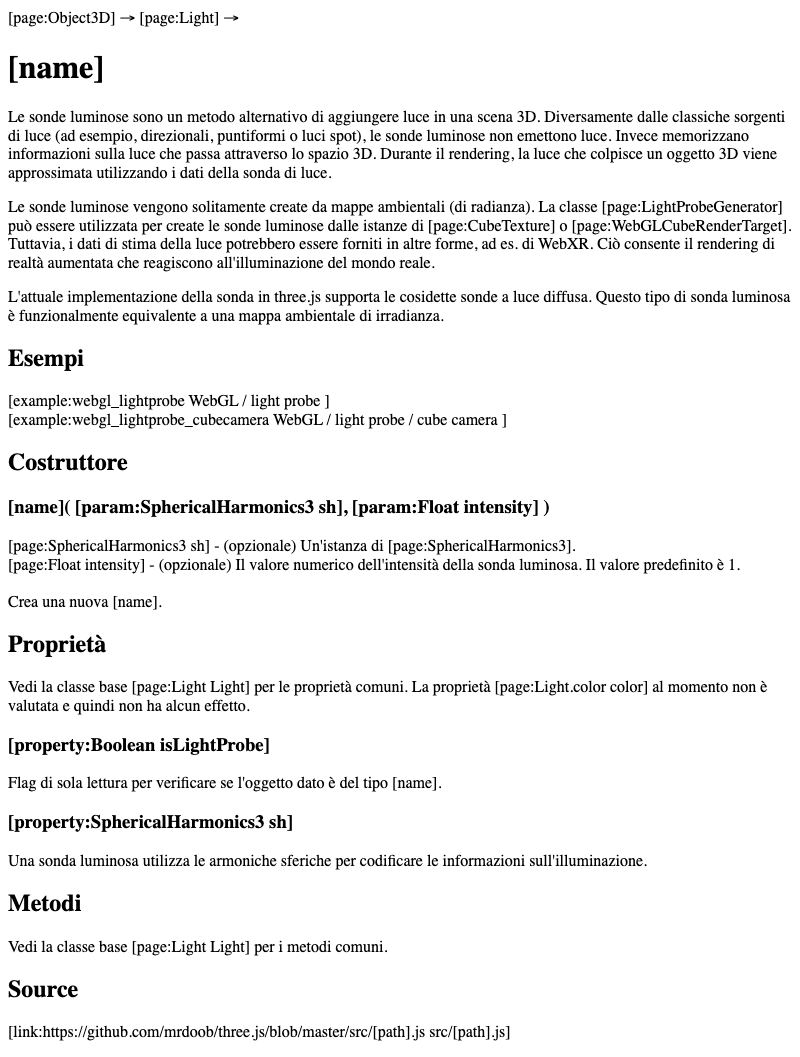 [page:Object3D] → [page:Light] →
[name]
Le sonde luminose sono un metodo alternativo di aggiungere luce in una scena 3D. Diversamente dalle classiche sorgenti
di luce (ad esempio, direzionali, puntiformi o luci spot), le sonde luminose non emettono luce. Invece memorizzano
informazioni sulla luce che passa attraverso lo spazio 3D. Durante il rendering, la luce che colpisce un oggetto 3D viene
approssimata utilizzando i dati della sonda di luce.
Le sonde luminose vengono solitamente create da mappe ambientali (di radianza). La classe [page:LightProbeGenerator]
può essere utilizzata per create le sonde luminose dalle istanze di [page:CubeTexture] o [page:WebGLCubeRenderTarget].
Tuttavia, i dati di stima della luce potrebbero essere forniti in altre forme, ad es. di WebXR. Ciò consente il rendering di
realtà aumentata che reagiscono all'illuminazione del mondo reale.
L'attuale implementazione della sonda in three.js supporta le cosidette sonde a luce diffusa. Questo tipo di sonda luminosa
è funzionalmente equivalente a una mappa ambientale di irradianza.
Esempi
[example:webgl_lightprobe WebGL / light probe ]
[example:webgl_lightprobe_cubecamera WebGL / light probe / cube camera ]
Costruttore
[name]( [param:SphericalHarmonics3 sh], [param:Float intensity] )
[page:SphericalHarmonics3 sh] - (opzionale) Un'istanza di [page:SphericalHarmonics3].
[page:Float intensity] - (opzionale) Il valore numerico dell'intensità della sonda luminosa. Il valore predefinito è 1.
Crea una nuova [name].
Proprietà
Vedi la classe base [page:Light Light] per le proprietà comuni. La proprietà [page:Light.color color] al momento non è
valutata e quindi non ha alcun effetto.
[property:Boolean isLightProbe]
Flag di sola lettura per verificare se l'oggetto dato è del tipo [name].
[property:SphericalHarmonics3 sh]
Una sonda luminosa utilizza le armoniche sferiche per codificare le informazioni sull'illuminazione.
Metodi
Vedi la classe base [page:Light Light] per i metodi comuni.
Source
[link:https://github.com/mrdoob/three.js/blob/master/src/[path].js src/[path].js]